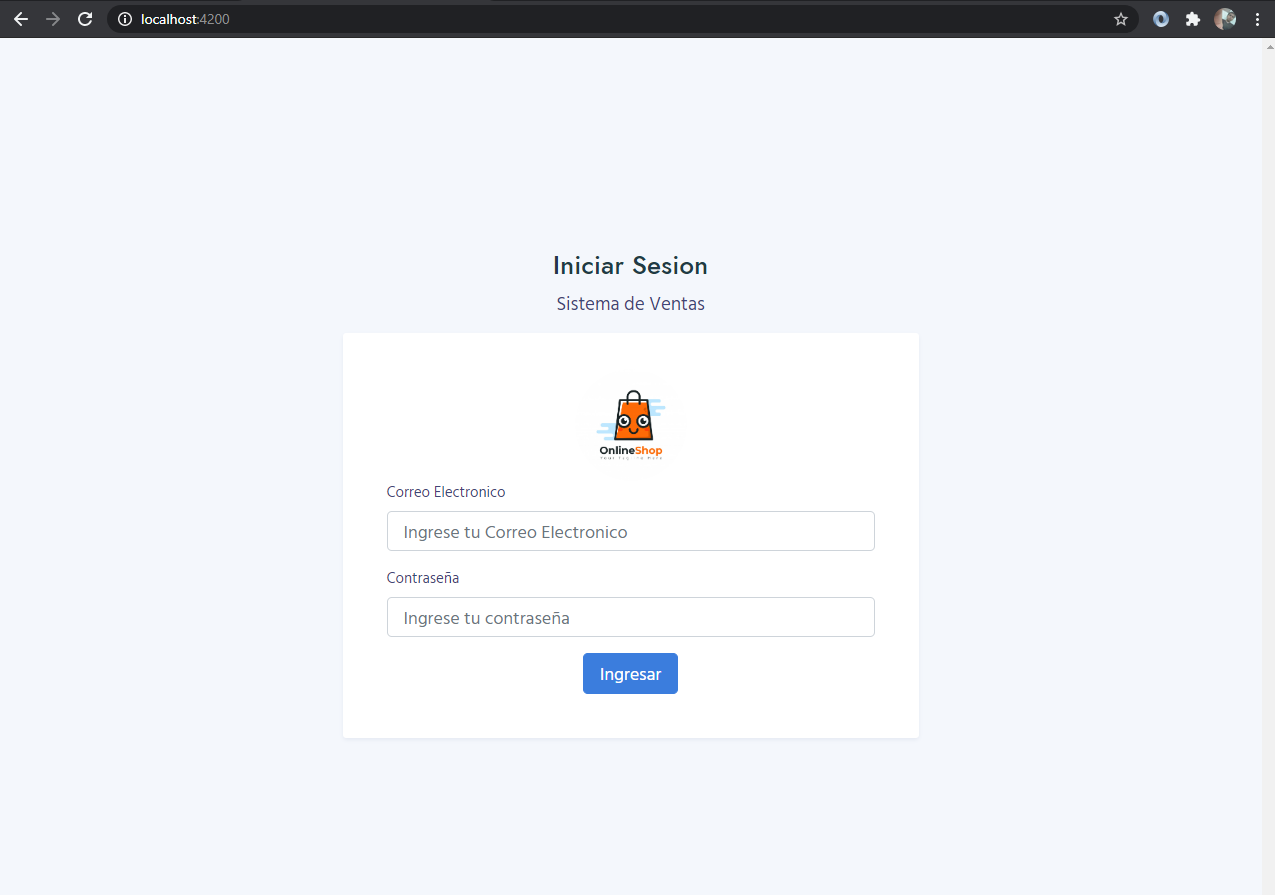 localhost:4200
Iniciar Sesion
Sistema de Ventas
OnlineShop
Correo Electronico
Ingrese tu Correo Electronico
Contraseña
Ingrese tu contraseña
Ingresar